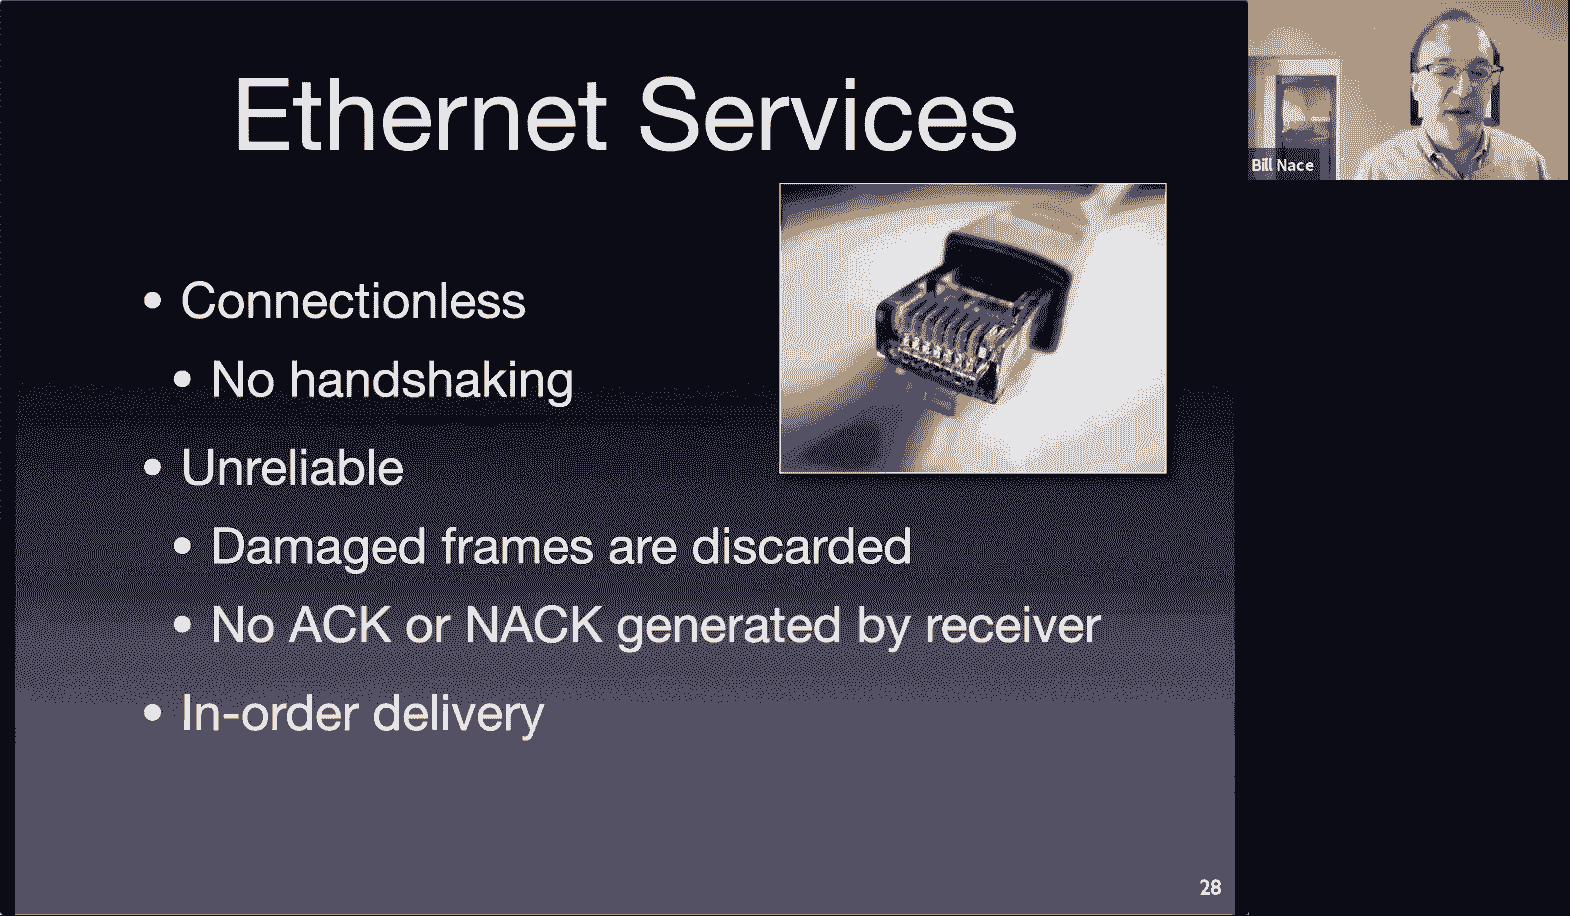 Ethernet Services
Bill Nace
• Connectionless
• No handshaking
• Unreliable
• Damaged frames are discarded
• No ACK or NACK generated by receiver
• In-order delivery
28